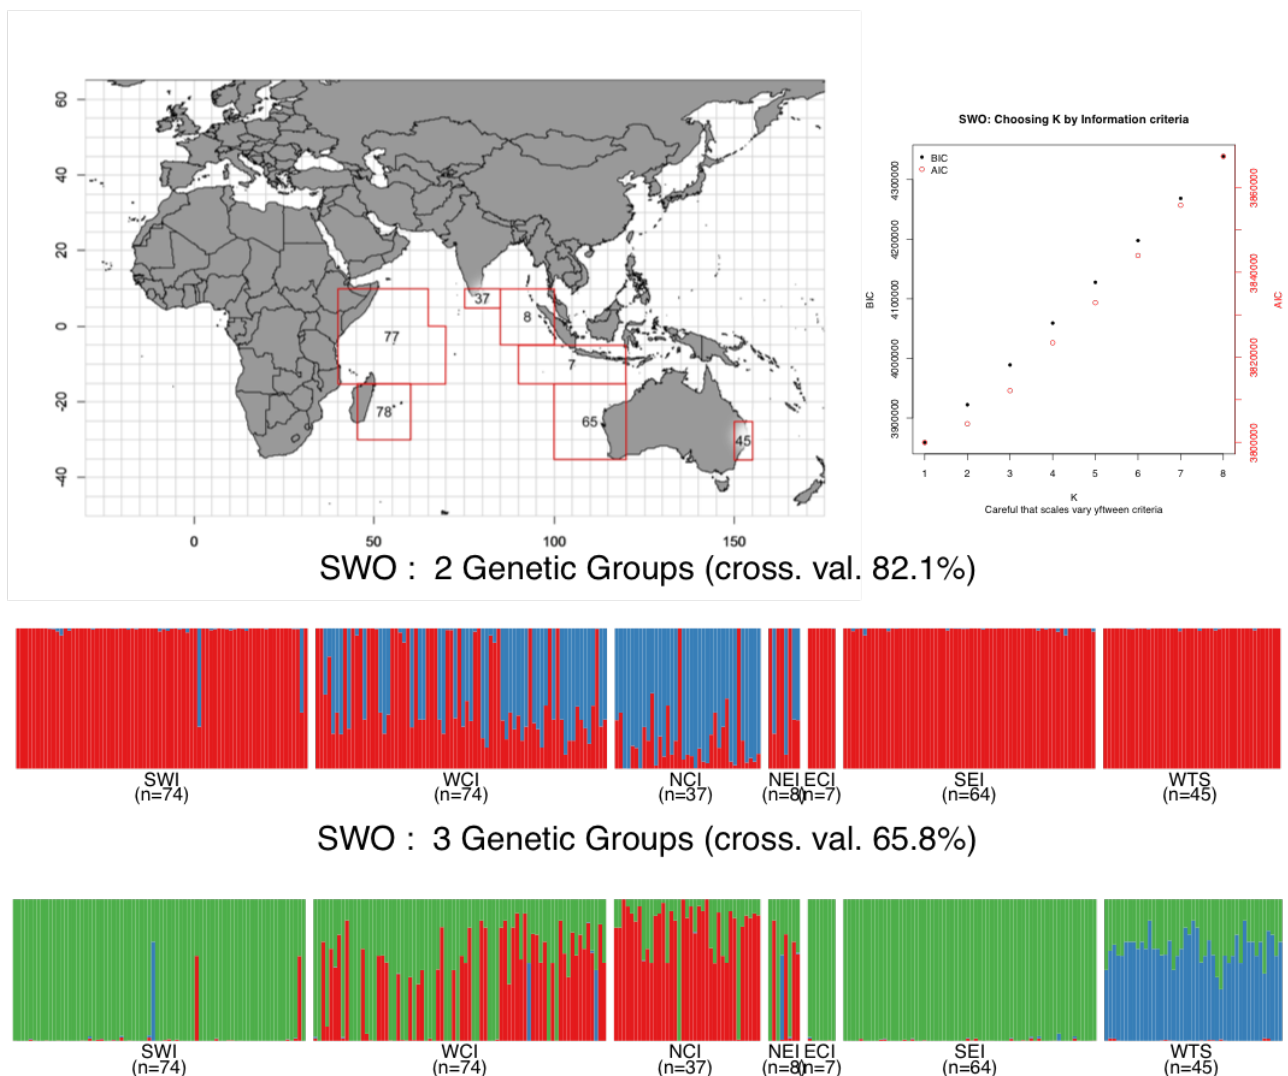 60
40
20
0
-20
-40
0
50
100
150
37
8
77
7
78
65
45
SWO: Choosing K by Information criteria
BIC
AIC
BIC
3900000
4000000
4100000
4200000
4300000
AIC
3800000
3820000
3840000
3860000
1 2 3 4 5 6 7 8
K
Careful that scales vary yftween criteria
SWO : 2 Genetic Groups (cross. val. 82.1%)
SWI WCI NCI NEI ECI SEI WTS
(n=74) (n=74) (n=37) (n=8) (n=7) (n=64) (n=45)
SWO : 3 Genetic Groups (cross. val. 65.8%)
SWI WCI NCI NEI ECI SEI WTS
(n=74) (n=74) (n=37) (n=8) (n=7) (n=64) (n=45)